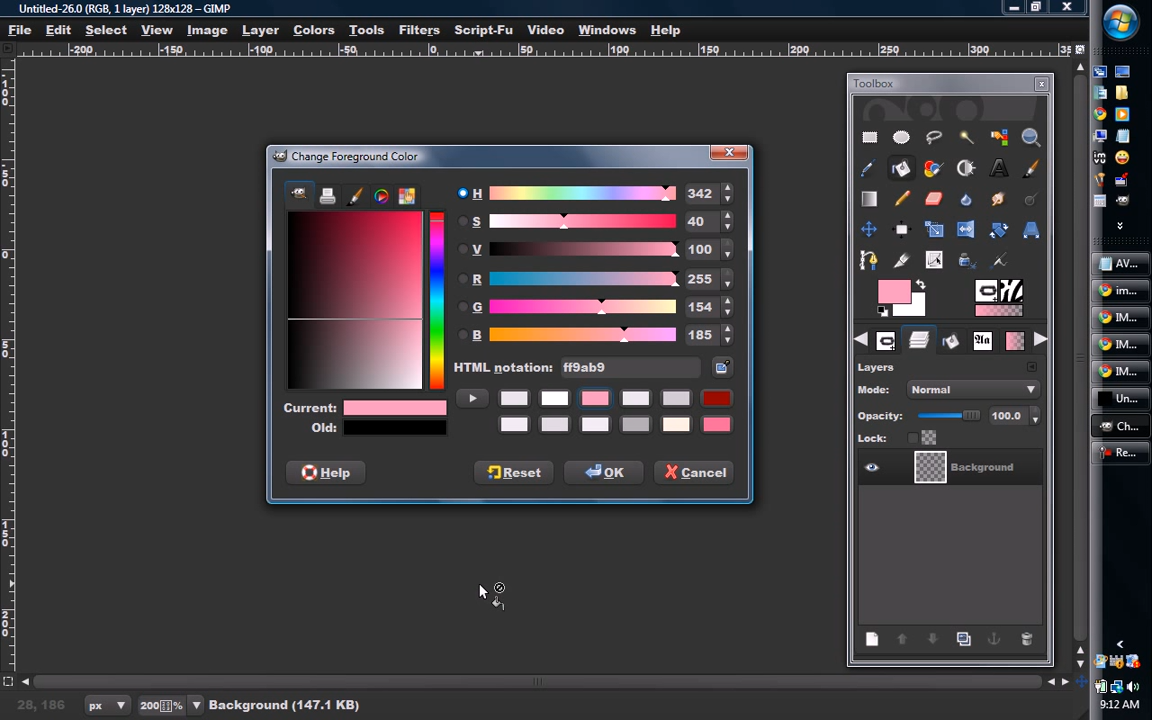 Untitled-26.0 (RGB, 1 layer) 128x128 – GIMP
File Edit Select View Image Layer Colors Tools Filters Script-Fu Video Windows Help
-200 -150 -100 -50 0 50 100 150 200 250 300 35
Toolbox
Change Foreground Color
H 342
S 40
V 100
R 255
G 154
B 185
HTML notation: ff9ab9
Current:
Old:
Help Reset OK Cancel
Layers
Mode: Normal
Opacity: 100.0
Lock:
Background
AV...
im...
IM...
IM...
IM...
Un...
Ch...
Re...
28, 186 px 200 % Background (147.1 KB)
9:12 AM